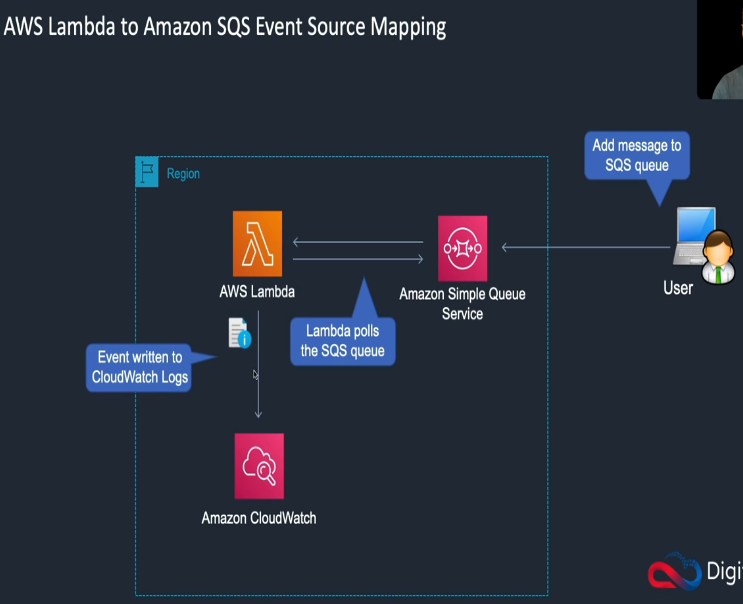 AWS Lambda to Amazon SQS Event Source Mapping
Add message to
SQS queue
Region
AWS Lambda
Amazon Simple Queue
Service
User
Lambda polls
the SQS queue
Event written to
CloudWatch Logs
Amazon CloudWatch